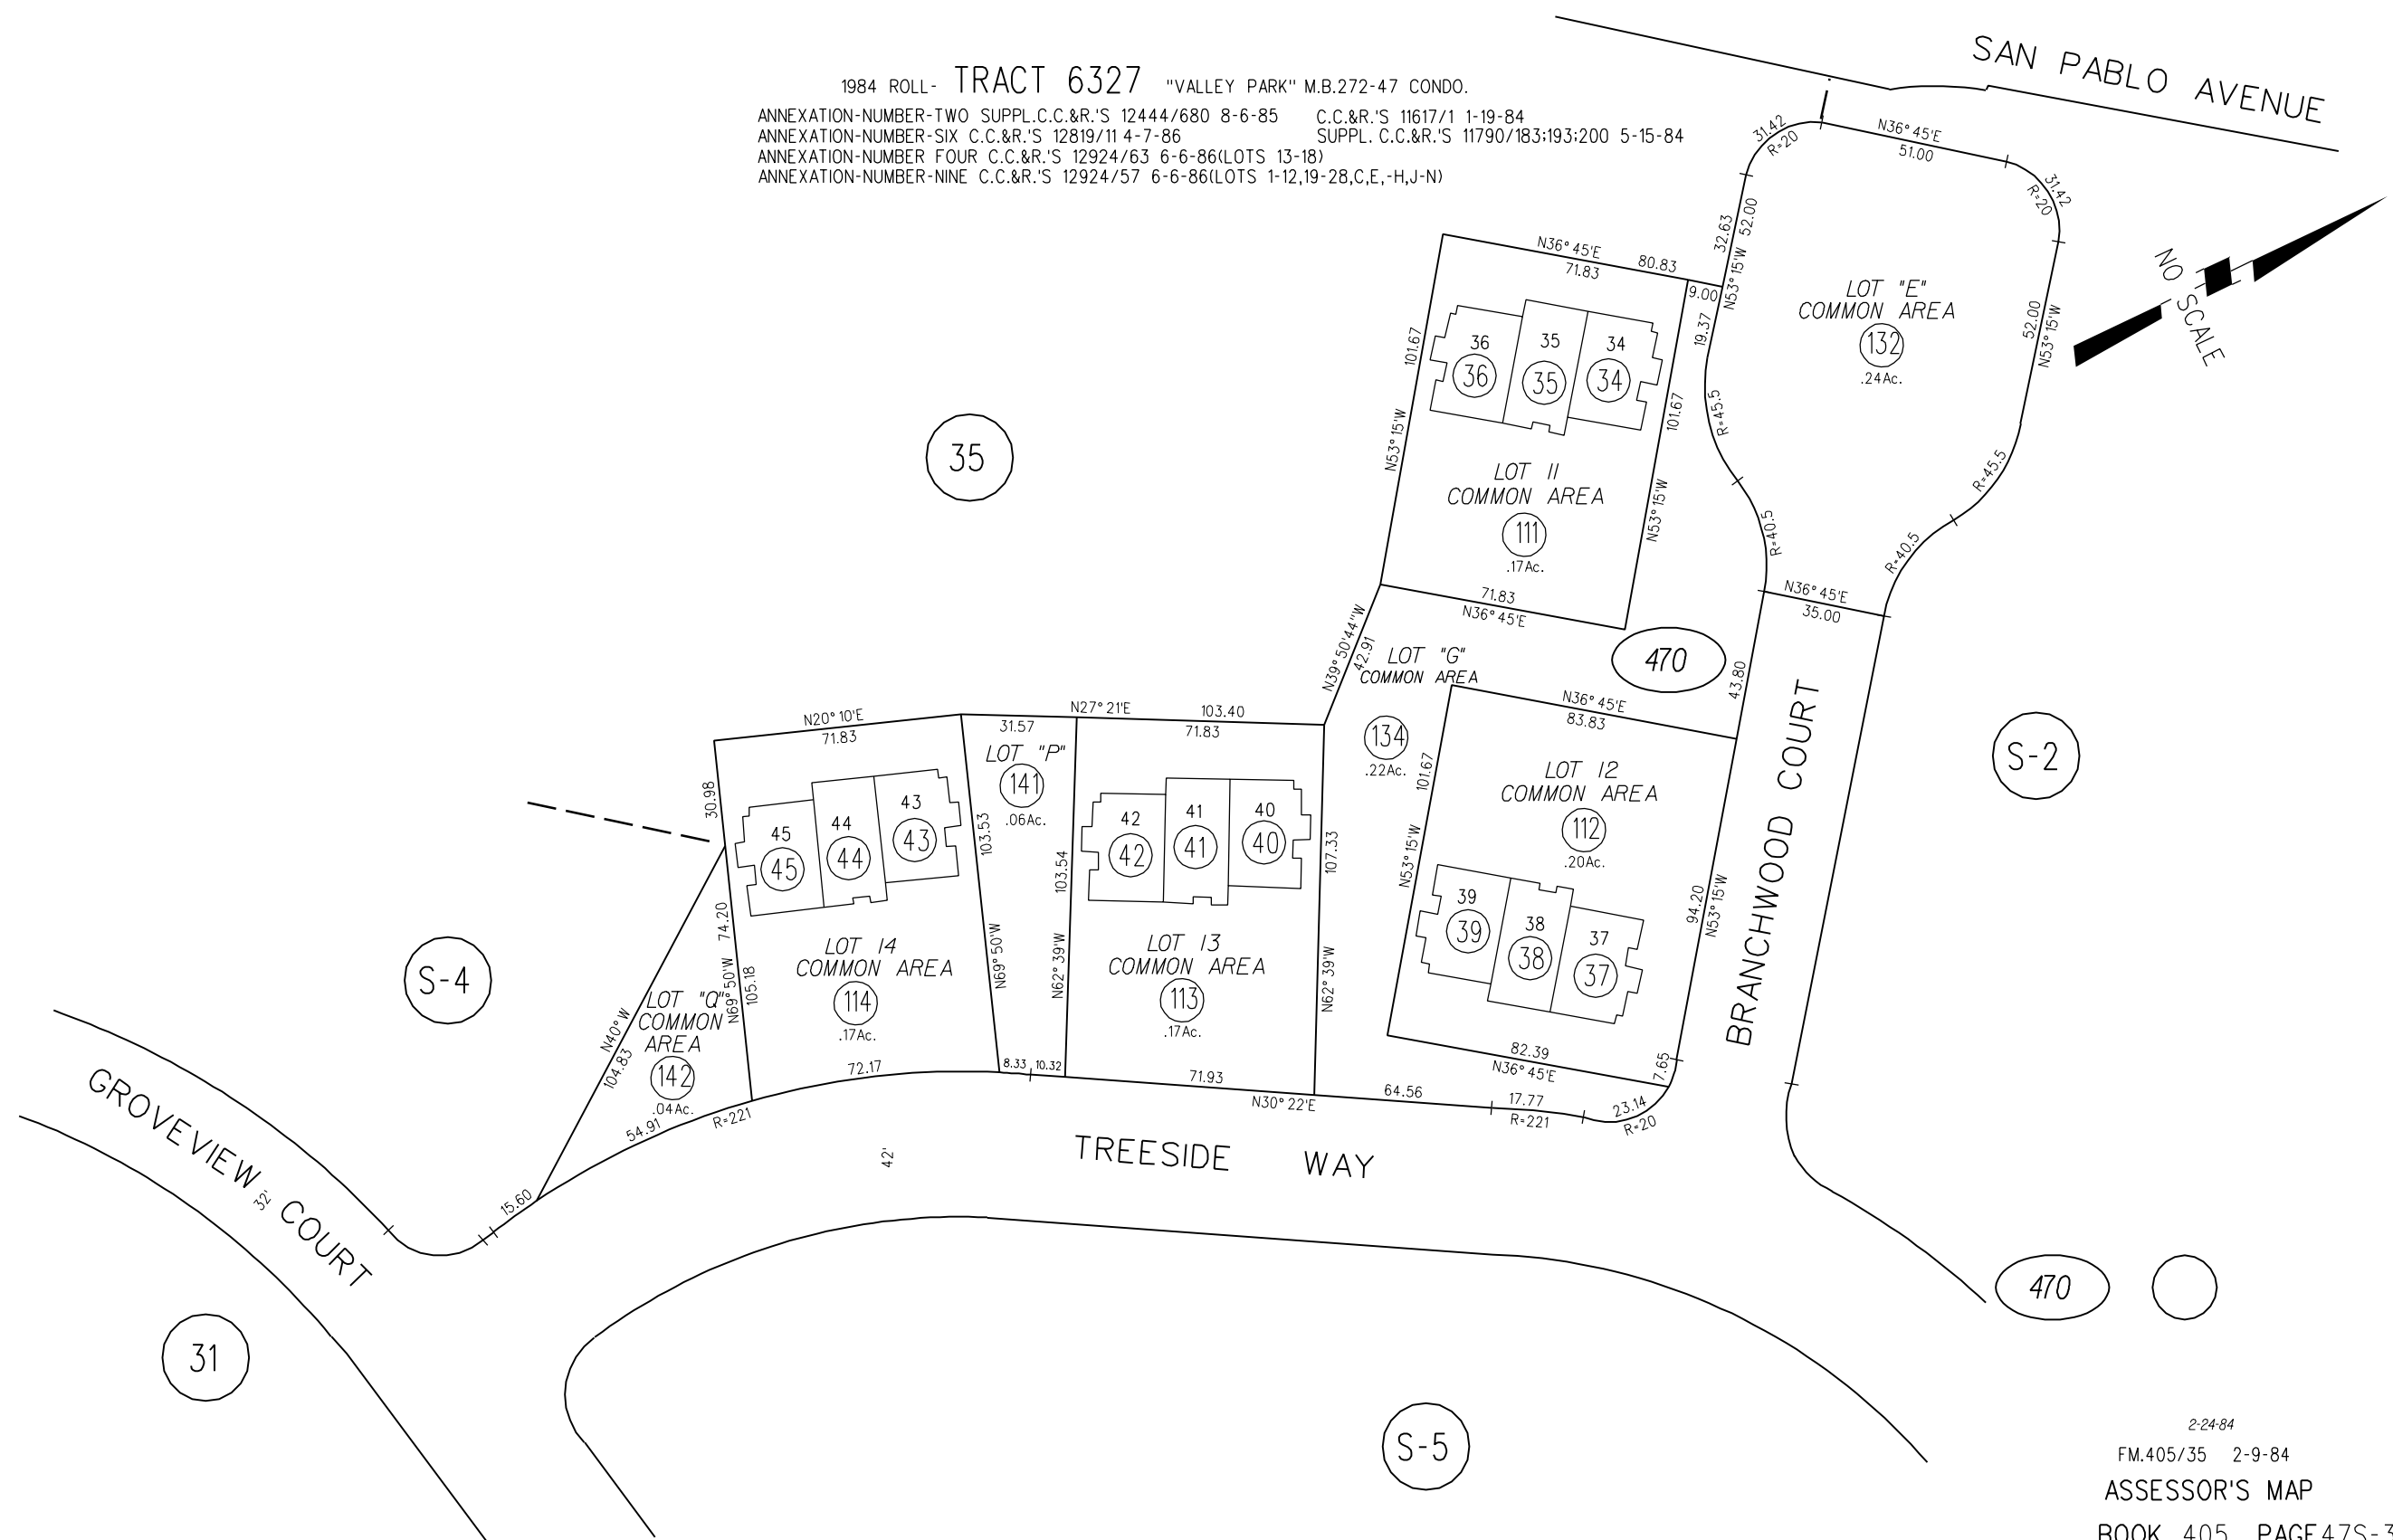 SAN PABLO AVENUE
1984 ROLL- TRACT 6327 "VALLEY PARK" M.B.272-47 CONDO.
ANNEXATION-NUMBER-TWO SUPPL.C.C.&R.'S 12444/680 8-6-85 C.C.&R.'S 11617/1 1-19-84
ANNEXATION-NUMBER-SIX C.C.&R.'S 12819/11 4-7-86 SUPPL. C.C.&R.'S 11790/183;193;200 5-15-84
ANNEXATION-NUMBER FOUR C.C.&R.'S 12924/63 6-6-86(LOTS 13-18)
ANNEXATION-NUMBER-NINE C.C.&R.'S 12924/57 6-6-86(LOTS 1-12,19-28,C,E,-H,J-N)
31.42
R=20
N36°45'E
51.00
31.42
R=20
32.63
52.00
N53°15'W
NO SCALE
LOT "E"
COMMON AREA
132
.24Ac.
52.00
N53°15'W
N36°45'E
80.83
71.83
9.00
19.37
36
35
34
36
35
34
101.67
N53°15'W
101.67
N53°15'W
R=45.5
R=45.5
R=40.5
R=40.5
LOT 11
COMMON AREA
111
.17Ac.
71.83
N36°45'E
N36°45'E
35.00
35
N39°50'44"W
42.91
LOT "G"
COMMON AREA
134
.22Ac.
470
43.80
N36°45'E
83.83
101.67
N53°15'W
LOT 12
COMMON AREA
112
.20Ac.
39
38
37
39
38
37
94.20
N53°15'W
82.39
N36°45'E
7.65
BRANCHWOOD COURT
S-2
N20°10'E
71.83
N27°21'E
103.40
31.57
71.83
LOT "P"
141
.06Ac.
30.98
45
44
43
45
44
43
103.53
N69°50'W
103.54
N62°39'W
42
41
40
42
41
40
107.33
N62°39'W
74.20
N69°50'W
105.18
LOT 14
COMMON AREA
114
.17Ac.
LOT 13
COMMON AREA
113
.17Ac.
S-4
N40°W
104.83
LOT "Q"
COMMON
AREA
142
.04Ac.
54.91
R=221
72.17
8.33
10.32
71.93
N30°22'E
64.56
17.77
R=221
23.14
R=20
15.60
GROVEVIEW COURT
32'
42'
TREESIDE WAY
470
31
S-5
2-24-84
FM.405/35 2-9-84
ASSESSOR'S MAP
BOOK 405 PAGE47S-3